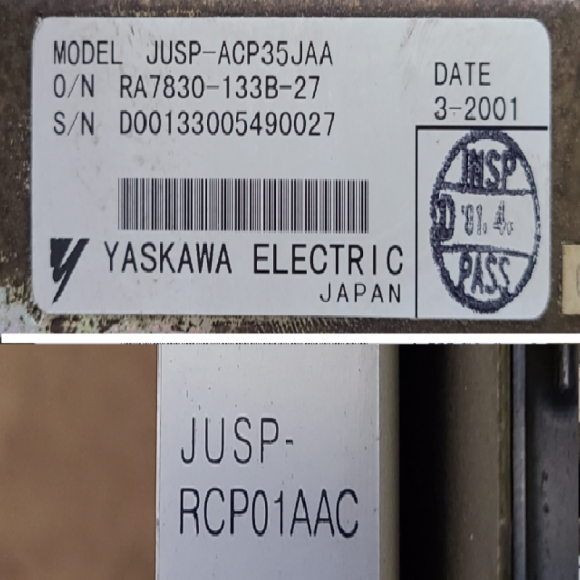 MODEL JUSP-ACP35JAA
O/N RA7830-133B-27
S/N D00133005490027
DATE
3-2001
INSP
'01.4.
PASS
YASKAWA ELECTRIC
JAPAN
JUSP-
RCP01AAC